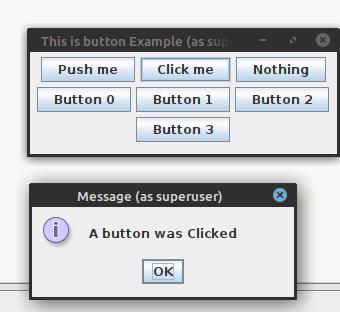 This is button Example (as sup
Push me Click me Nothing
Button 0 Button 1 Button 2
Button 3
Message (as superuser)
i
A button was Clicked
OK